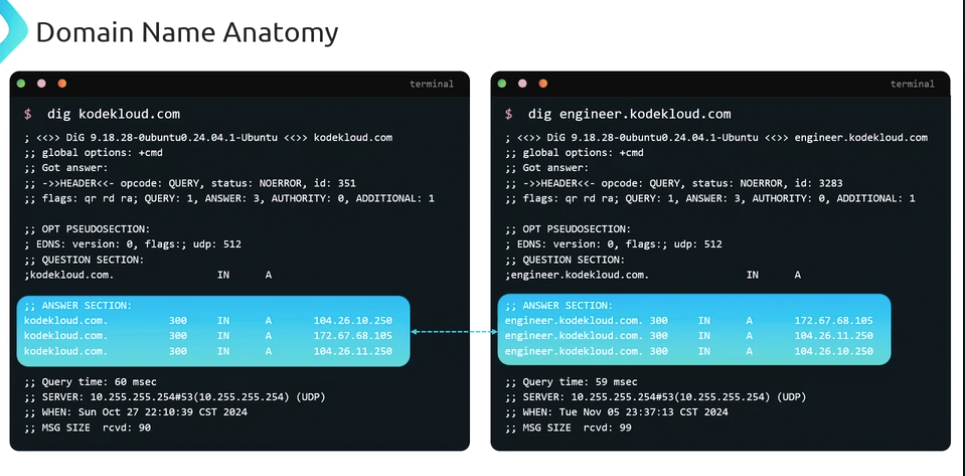 Domain Name Anatomy
terminal
$ dig kodekloud.com
; <<>> DiG 9.18.28-0ubuntu0.24.04.1-Ubuntu <<>> kodekloud.com
;; global options: +cmd
;; Got answer:
;; ->>HEADER<<- opcode: QUERY, status: NOERROR, id: 351
;; flags: qr rd ra; QUERY: 1, ANSWER: 3, AUTHORITY: 0, ADDITIONAL: 1
;; OPT PSEUDOSECTION:
; EDNS: version: 0, flags:; udp: 512
;; QUESTION SECTION:
;kodekloud.com. IN A
;; ANSWER SECTION:
kodekloud.com. 300 IN A 104.26.10.250
kodekloud.com. 300 IN A 172.67.68.105
kodekloud.com. 300 IN A 104.26.11.250
;; Query time: 60 msec
;; SERVER: 10.255.255.254#53(10.255.255.254) (UDP)
;; WHEN: Sun Oct 27 22:10:39 CST 2024
;; MSG SIZE rcvd: 90
terminal
$ dig engineer.kodekloud.com
; <<>> DiG 9.18.28-0ubuntu0.24.04.1-Ubuntu <<>> engineer.kodekloud.com
;; global options: +cmd
;; Got answer:
;; ->>HEADER<<- opcode: QUERY, status: NOERROR, id: 3283
;; flags: qr rd ra; QUERY: 1, ANSWER: 3, AUTHORITY: 0, ADDITIONAL: 1
;; OPT PSEUDOSECTION:
; EDNS: version: 0, flags:; udp: 512
;; QUESTION SECTION:
;engineer.kodekloud.com. IN A
;; ANSWER SECTION:
engineer.kodekloud.com. 300 IN A 172.67.68.105
engineer.kodekloud.com. 300 IN A 104.26.11.250
engineer.kodekloud.com. 300 IN A 104.26.10.250
;; Query time: 59 msec
;; SERVER: 10.255.255.254#53(10.255.255.254) (UDP)
;; WHEN: Tue Nov 05 23:37:13 CST 2024
;; MSG SIZE rcvd: 99